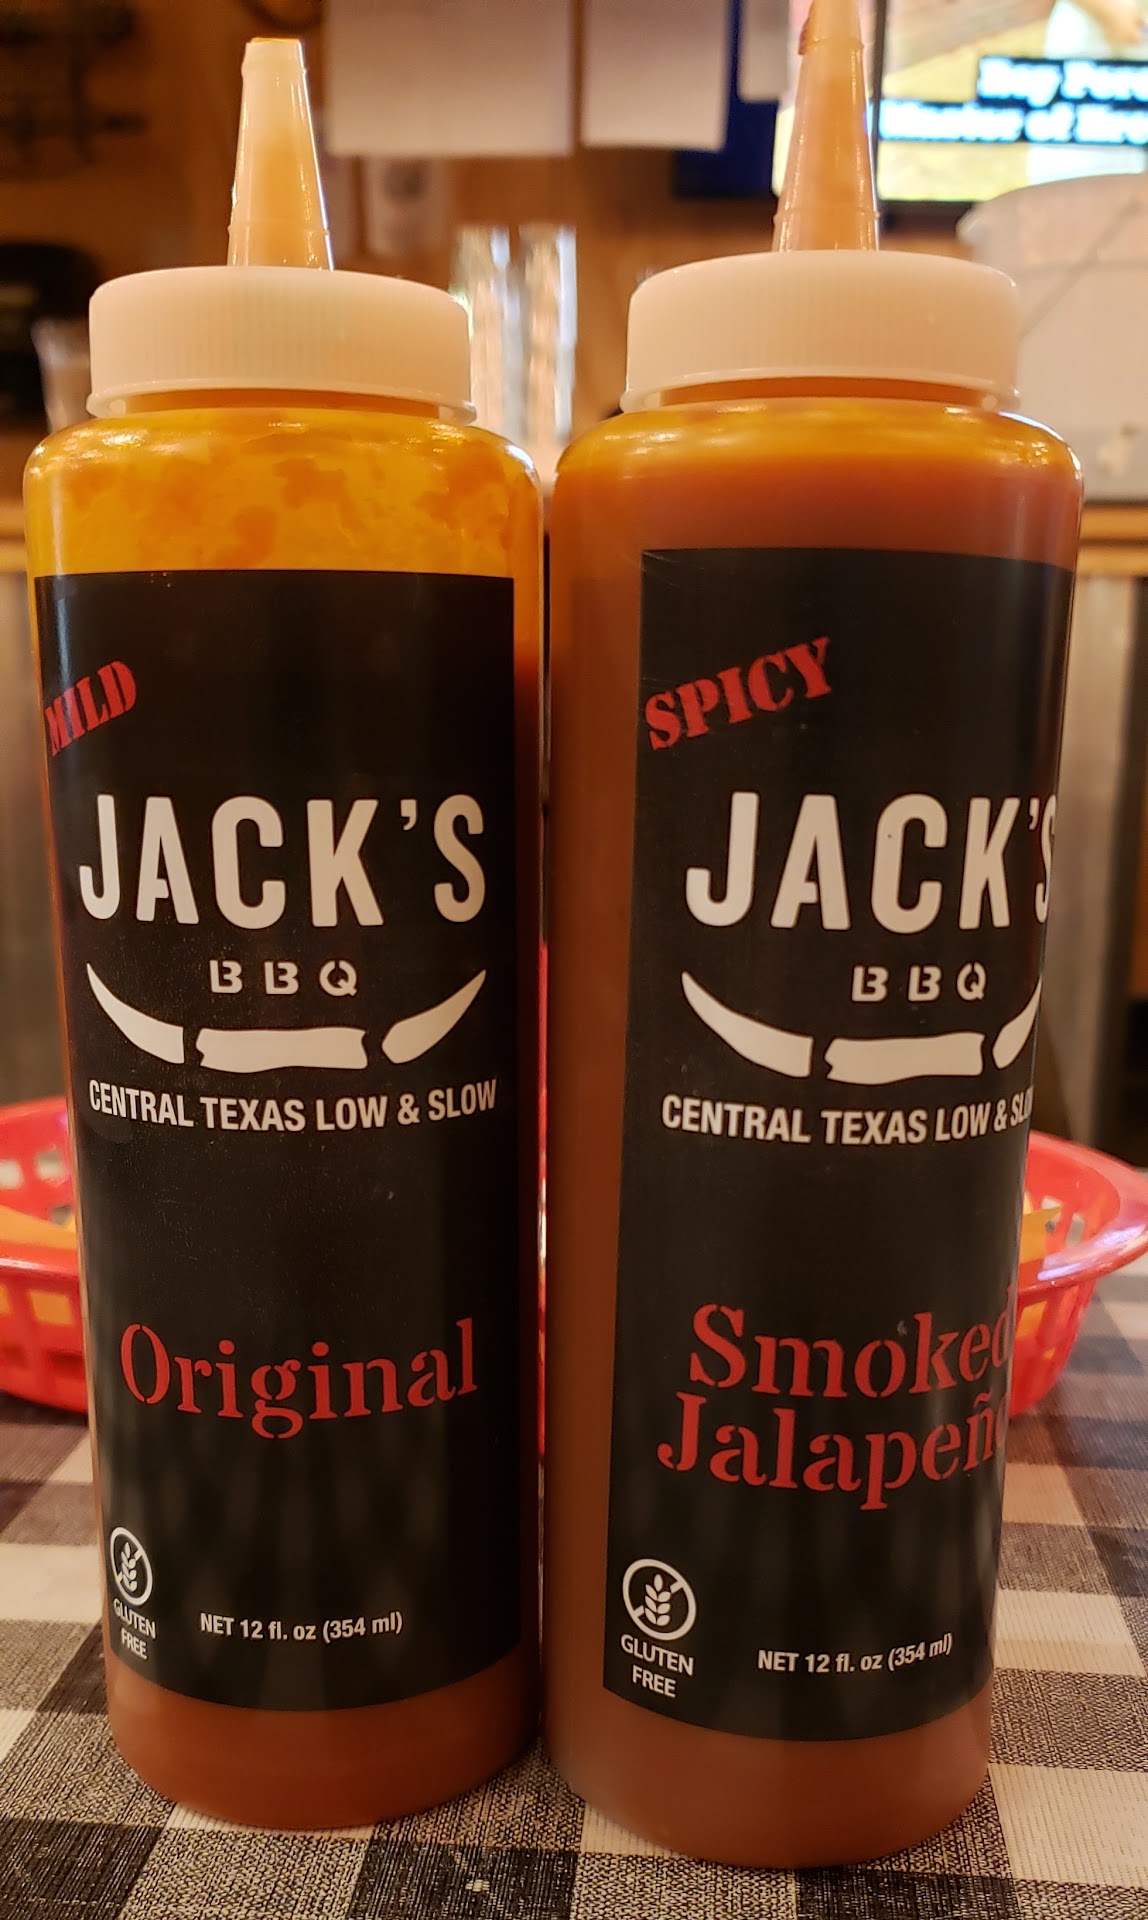 MILD
JACK'S
BBQ
CENTRAL TEXAS LOW & SLOW
Original
GLUTEN
FREE
NET 12 fl. oz (354 ml)
SPICY
JACK'S
BBQ
CENTRAL TEXAS LOW & SLO
Smoked
Jalapeño
GLUTEN
FREE
NET 12 fl. oz (354 ml)